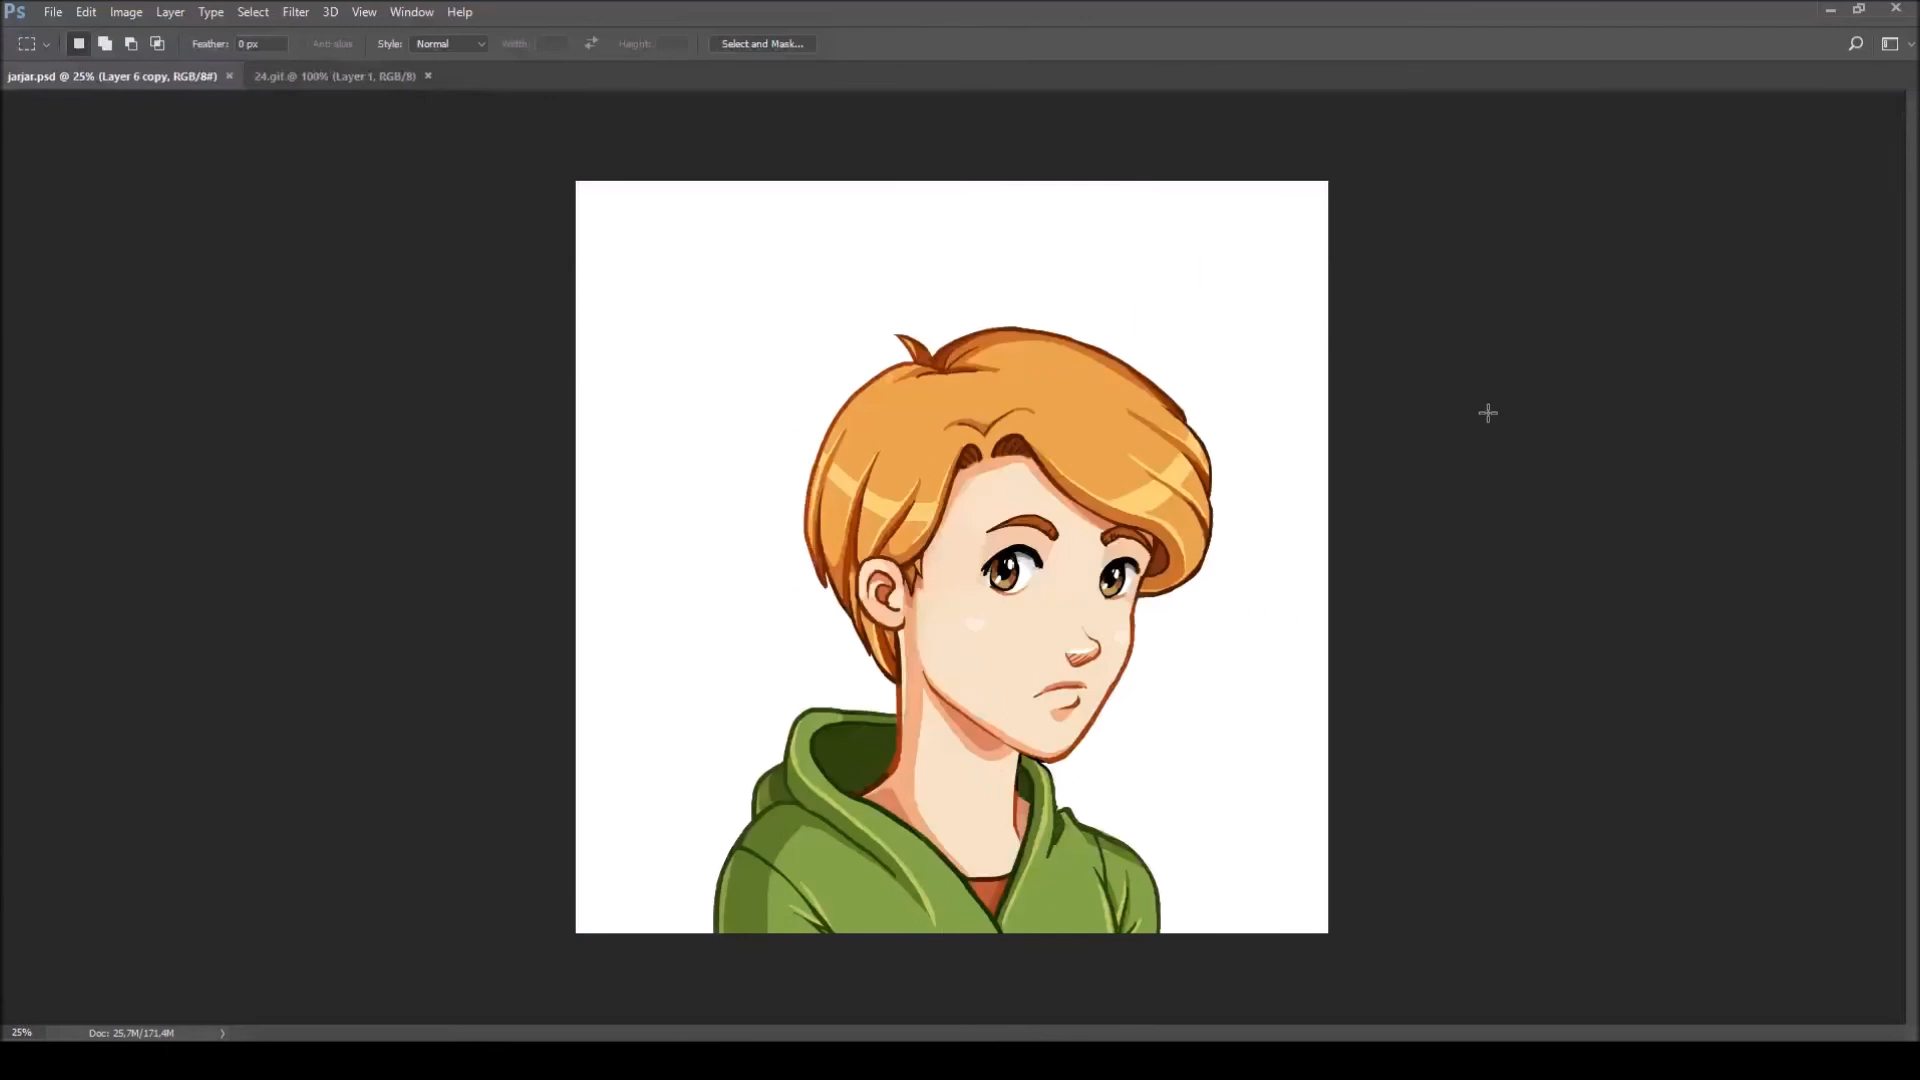 Ps File Edit Image Layer Type Select Filter 3D View Window Help
Feather: 0 px Anti-alias Style: Normal Width: Height: Select and Mask...
jarjar.psd @ 25% (Layer 6 copy, RGB/8#) × 24.gif @ 100% (Layer 1, RGB/8) ×
25% Doc: 25,7M/171,4M